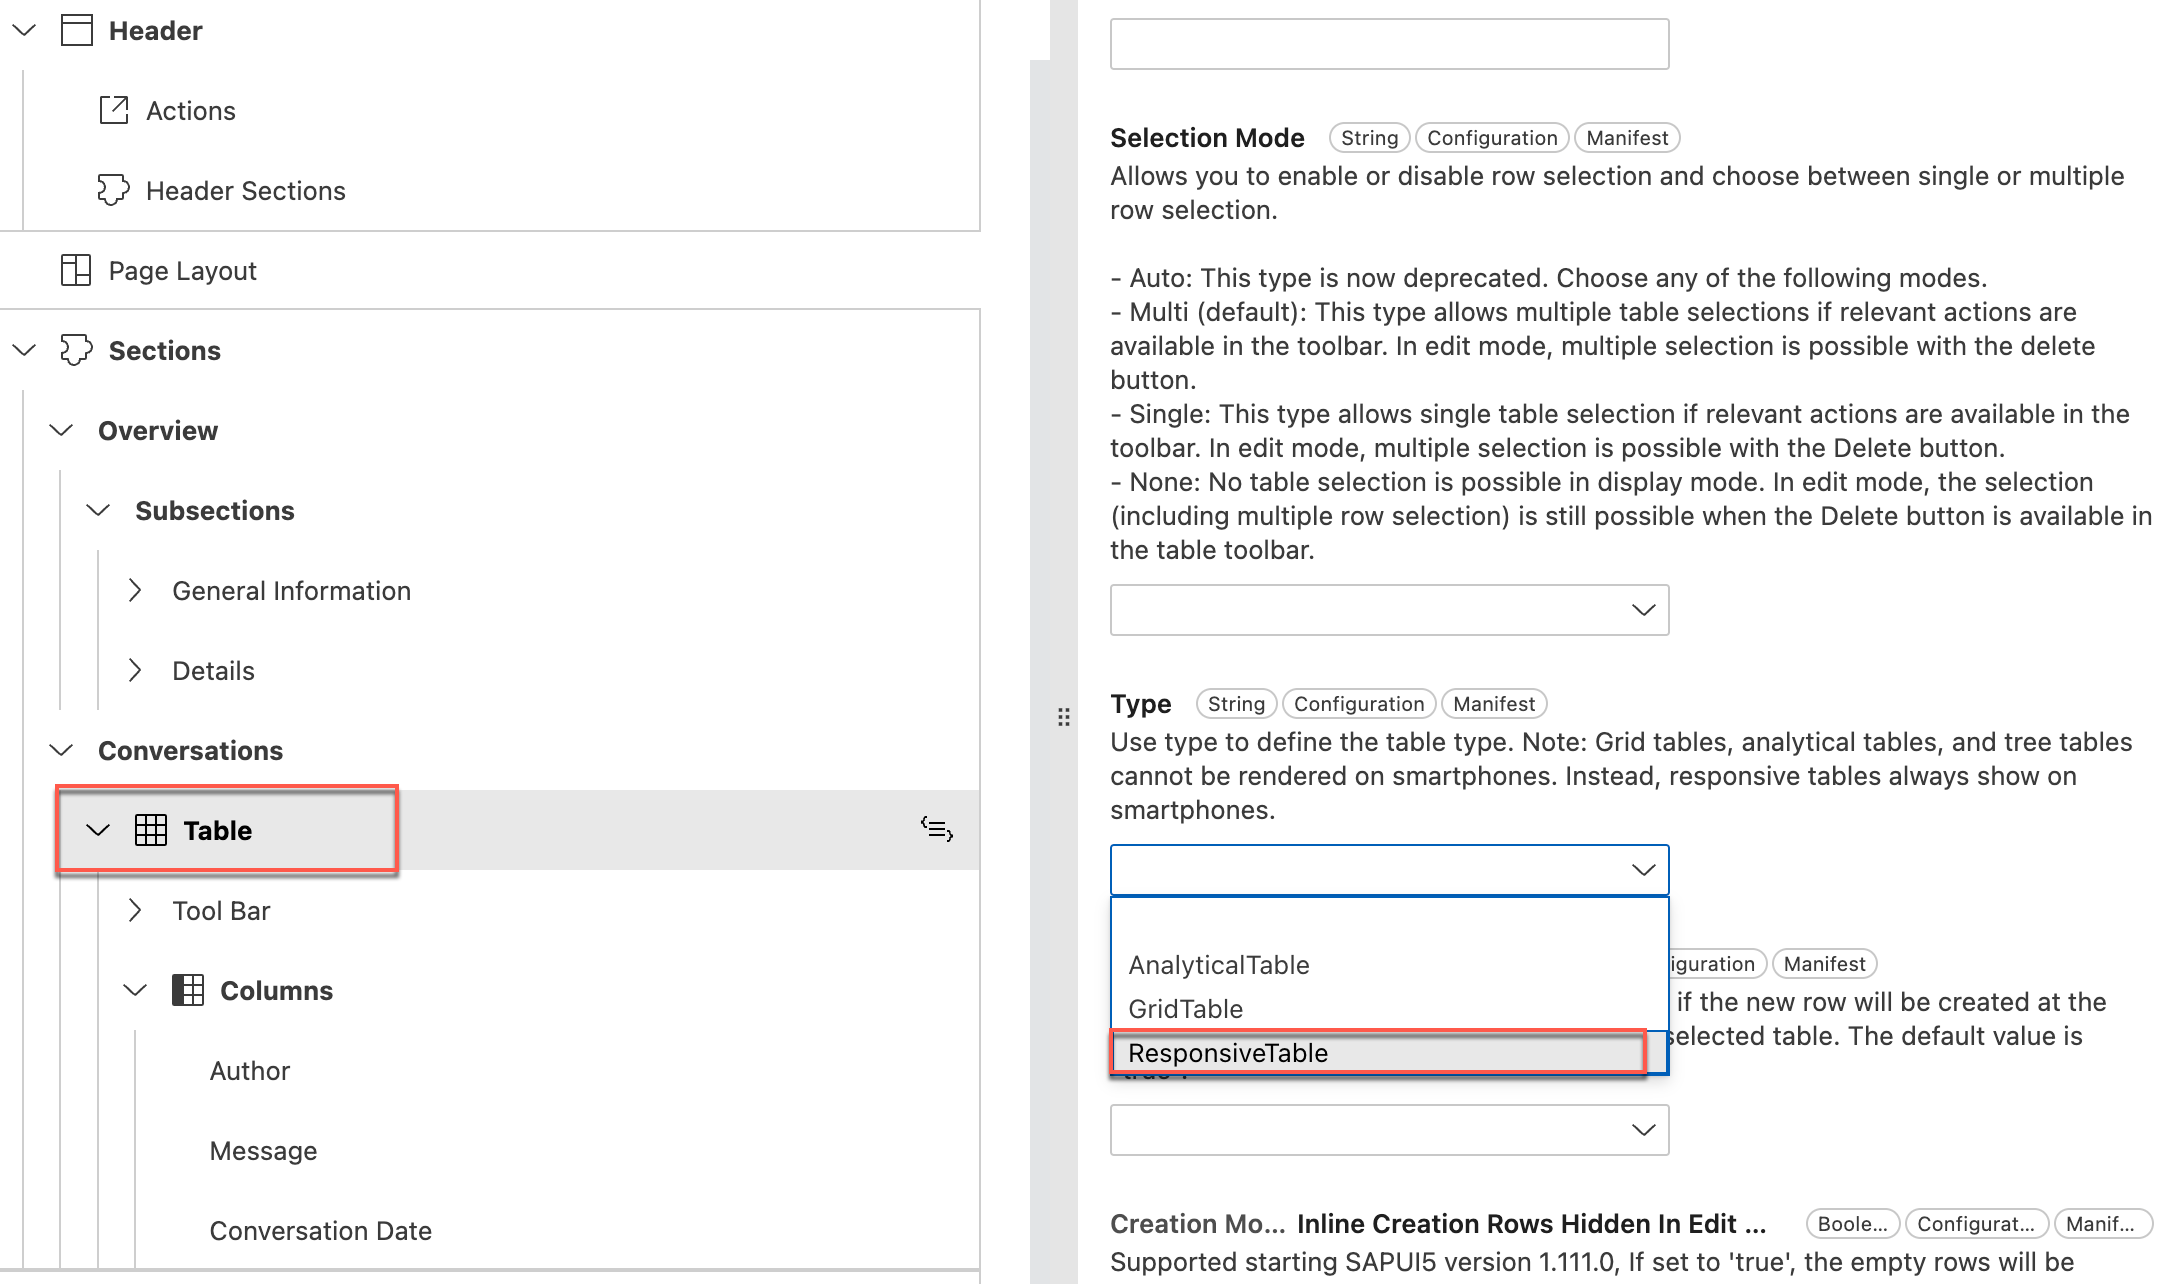 Header
Actions
Header Sections
Page Layout
Sections
Overview
Subsections
General Information
Details
Conversations
Table
Tool Bar
Columns
Author
Message
Conversation Date
Selection Mode String Configuration Manifest
Allows you to enable or disable row selection and choose between single or multiple
row selection.
- Auto: This type is now deprecated. Choose any of the following modes.
- Multi (default): This type allows multiple table selections if relevant actions are
available in the toolbar. In edit mode, multiple selection is possible with the delete
button.
- Single: This type allows single table selection if relevant actions are available in the
toolbar. In edit mode, multiple selection is possible with the Delete button.
- None: No table selection is possible in display mode. In edit mode, the selection
(including multiple row selection) is still possible when the Delete button is available in
the table toolbar.
Type String Configuration Manifest
Use type to define the table type. Note: Grid tables, analytical tables, and tree tables
cannot be rendered on smartphones. Instead, responsive tables always show on
smartphones.
AnalyticalTable
GridTable
ResponsiveTable
iguration Manifest
if the new row will be created at the
selected table. The default value is
Creation Mo... Inline Creation Rows Hidden In Edit ... Boole... Configurat... Manif...
Supported starting SAPUI5 version 1.111.0, If set to 'true', the empty rows will be